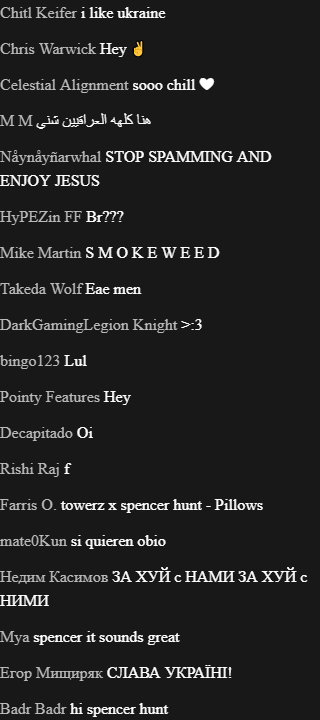 Chitl Keifer i like ukraine
Chris Warwick Hey ✌
Celestial Alignment sooo chill 🤍
M M هنا كلهه العراقيين شني
Nåynåyñarwhal STOP SPAMMING AND
ENJOY JESUS
HyPEZin FF Br???
Mike Martin S M O K E W E E D
Takeda Wolf Eae men
DarkGamingLegion Knight >:3
bingo123 Lul
Pointy Features Hey
Decapitado Oi
Rishi Raj f
Farris O. towerz x spencer hunt - Pillows
mate0Kun si quieren obio
Недим Касимов ЗА ХУЙ с НАМИ ЗА ХУЙ с
НИМИ
Mya spencer it sounds great
Егор Мищиряк СЛАВА УКРАЇНІ!
Badr Badr hi spencer hunt